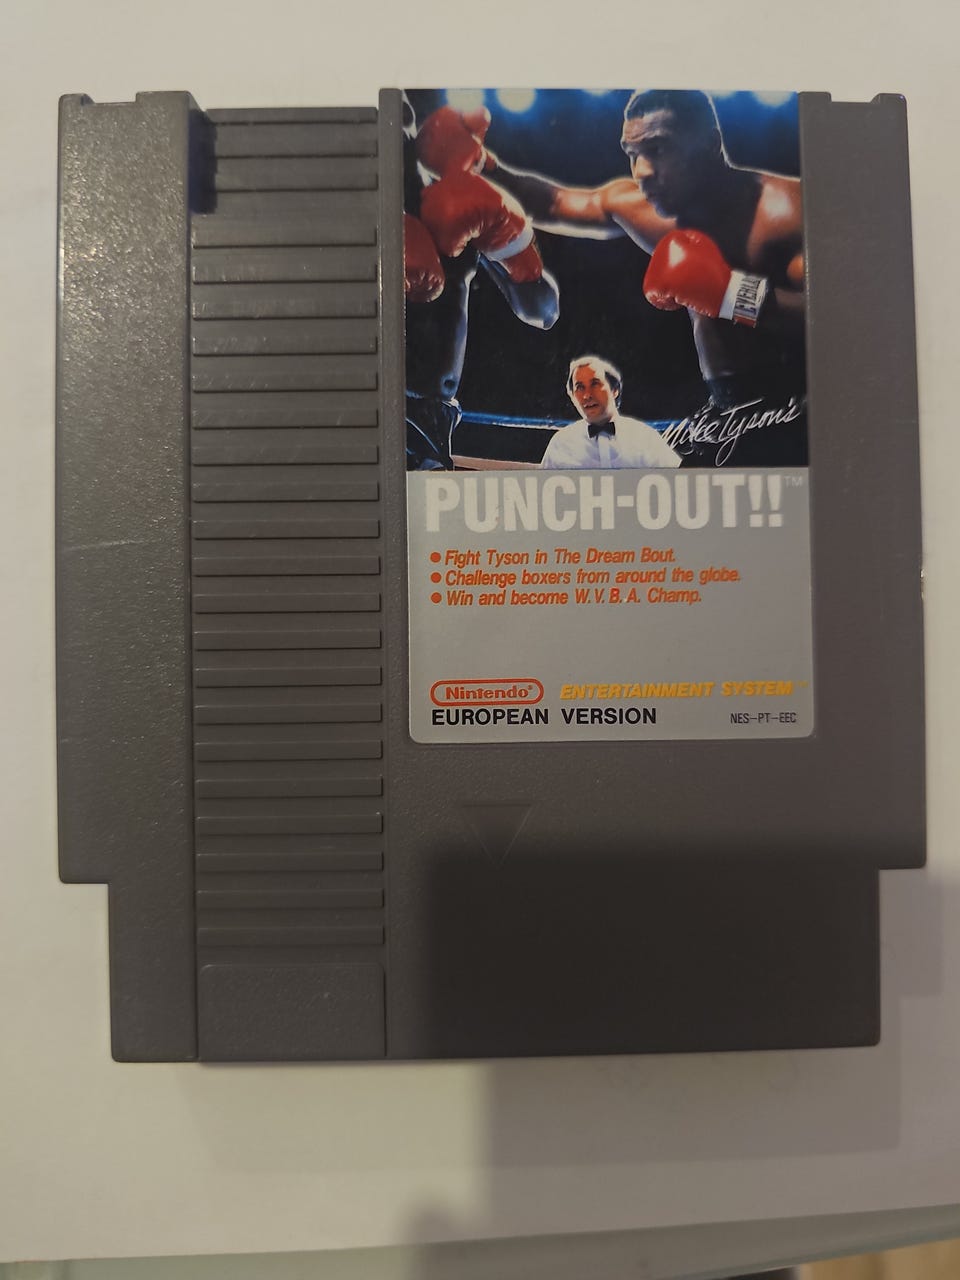 EVERLAST
Mike Tyson's
PUNCH-OUT!!™
• Fight Tyson in The Dream Bout.
• Challenge boxers from around the globe.
• Win and become W.V.B.A. Champ.
Nintendo® ENTERTAINMENT SYSTEM™
EUROPEAN VERSION NES-PT-EEC